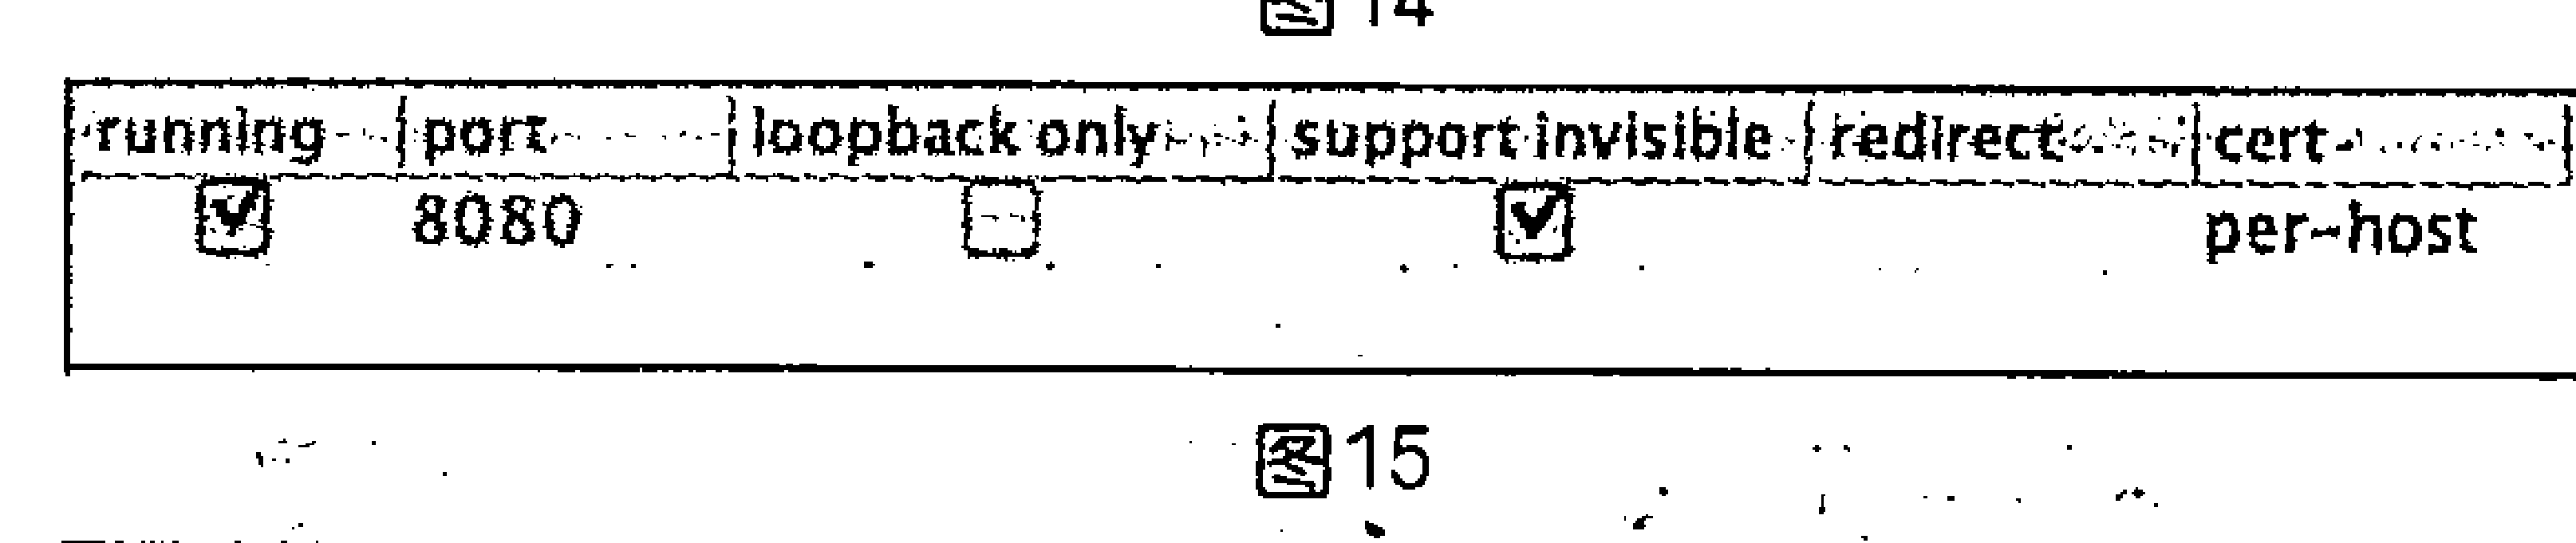 图14
running port loopback only support invisible redirect cert
8080 per-host
图15